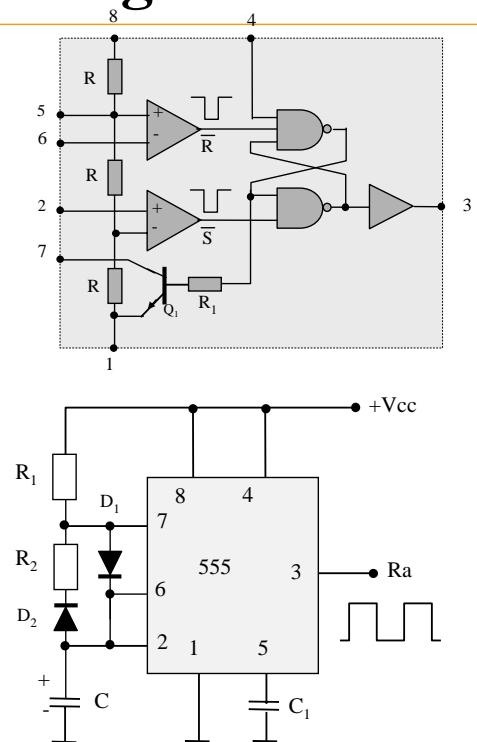 8 4
R
5 +
6 -
R̅
R
2 +
-
S̅
7
3
R
Q₁ R₁
1
+Vcc
R₁
D₁ 8 4
7
R₂ 555
3 Ra
6
D₂
2 1 5
+
- C C₁